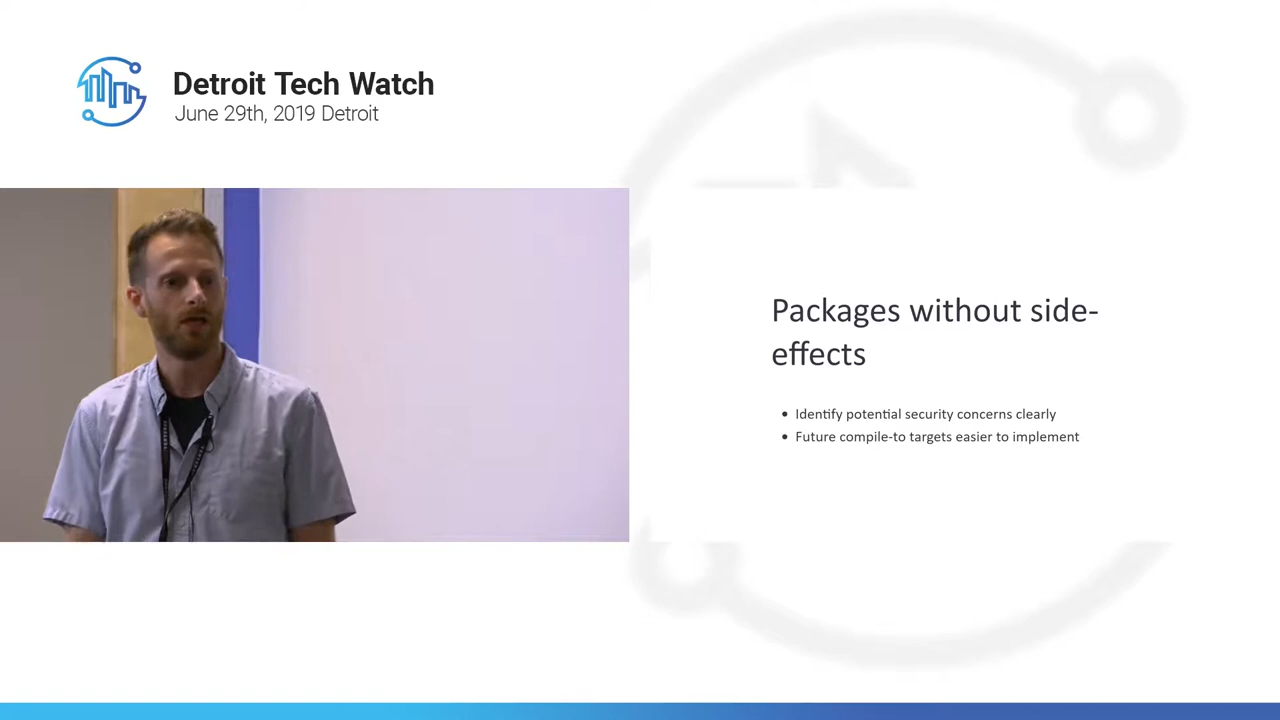 Detroit Tech Watch
June 29th, 2019 Detroit
Packages without side-
effects
• Identify potential security concerns clearly
• Future compile-to targets easier to implement